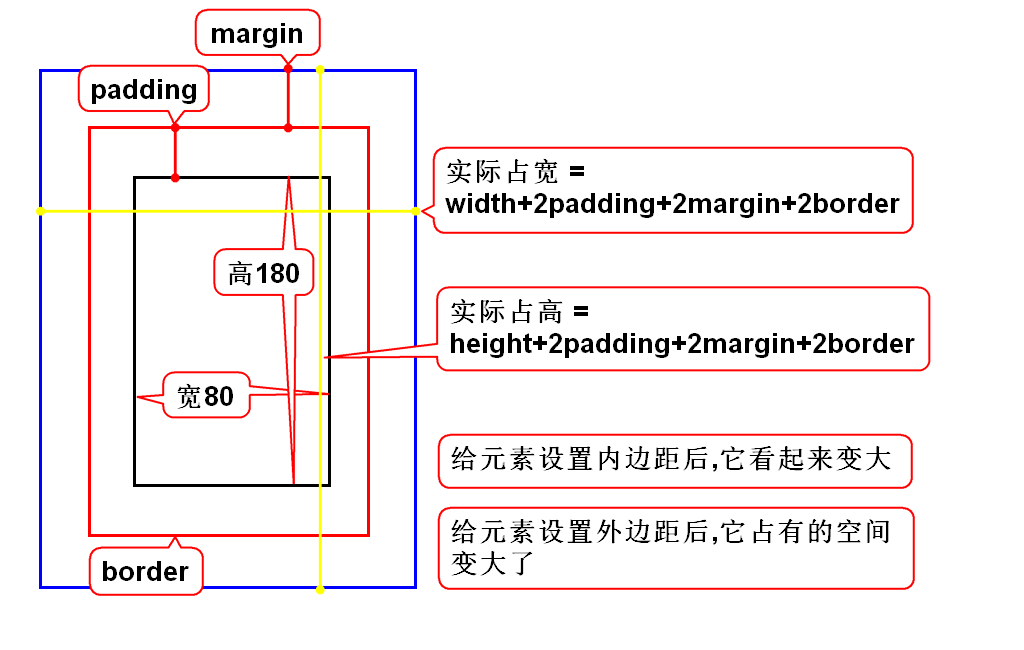 margin
padding
实际占宽 =
width+2padding+2margin+2border
高180
实际占高 =
height+2padding+2margin+2border
宽80
给元素设置内边距后,它看起来变大
给元素设置外边距后,它占有的空间
变大了
border